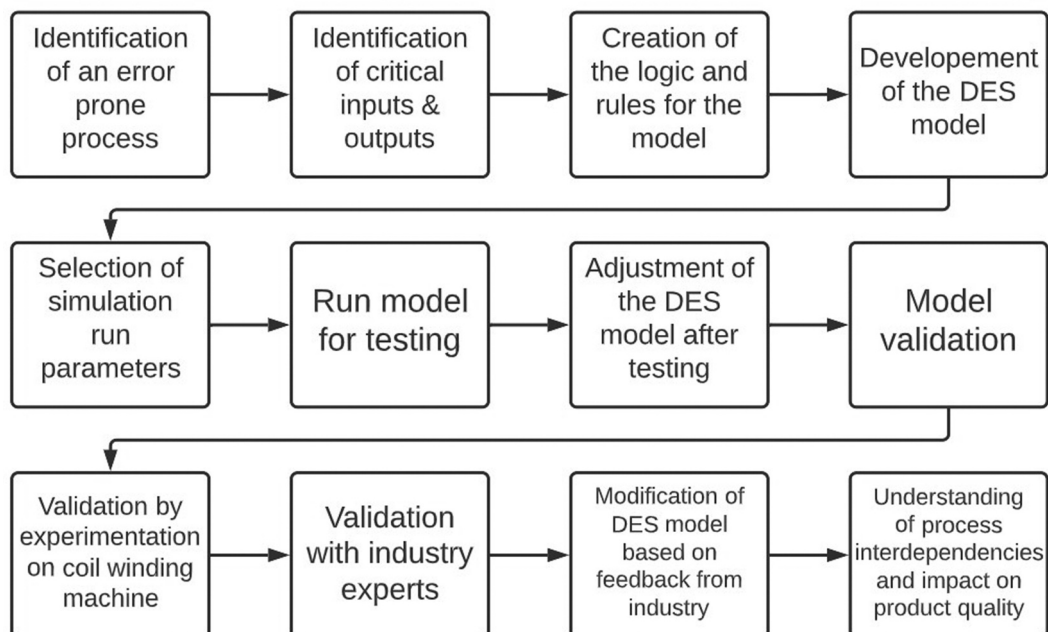 Identification
of an error
prone
process
Identification
of critical
inputs &
outputs
Creation of
the logic and
rules for the
model
Developement
of the DES
model
Selection of
simulation
run
parameters
Run model
for testing
Adjustment of
the DES
model after
testing
Model
validation
Validation by
experimentation
on coil winding
machine
Validation
with industry
experts
Modification of
DES model
based on
feedback from
industry
Understanding
of process
interdependencies
and impact on
product quality